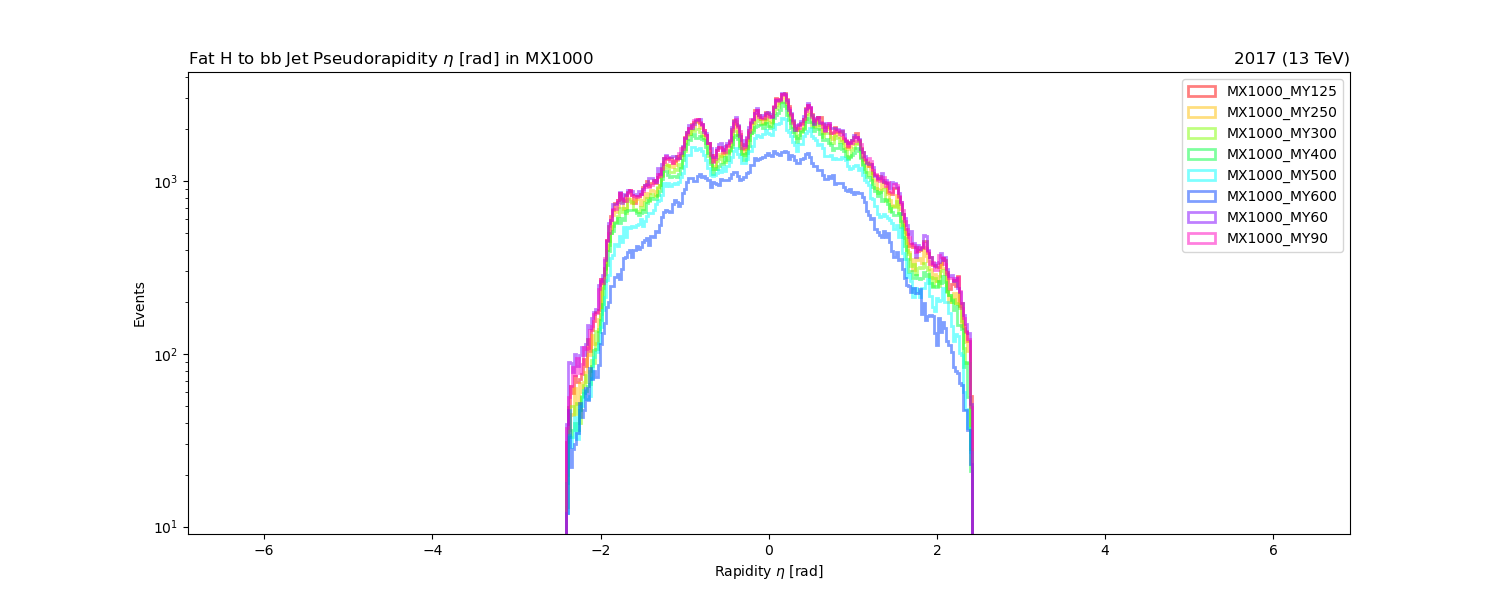 Fat H to bb Jet Pseudorapidity η [rad] in MX1000
2017 (13 TeV)
MX1000_MY125
MX1000_MY250
MX1000_MY300
MX1000_MY400
MX1000_MY500
MX1000_MY600
MX1000_MY60
MX1000_MY90
Events
10³
10²
10¹
−6 −4 −2 0 2 4 6
Rapidity η [rad]